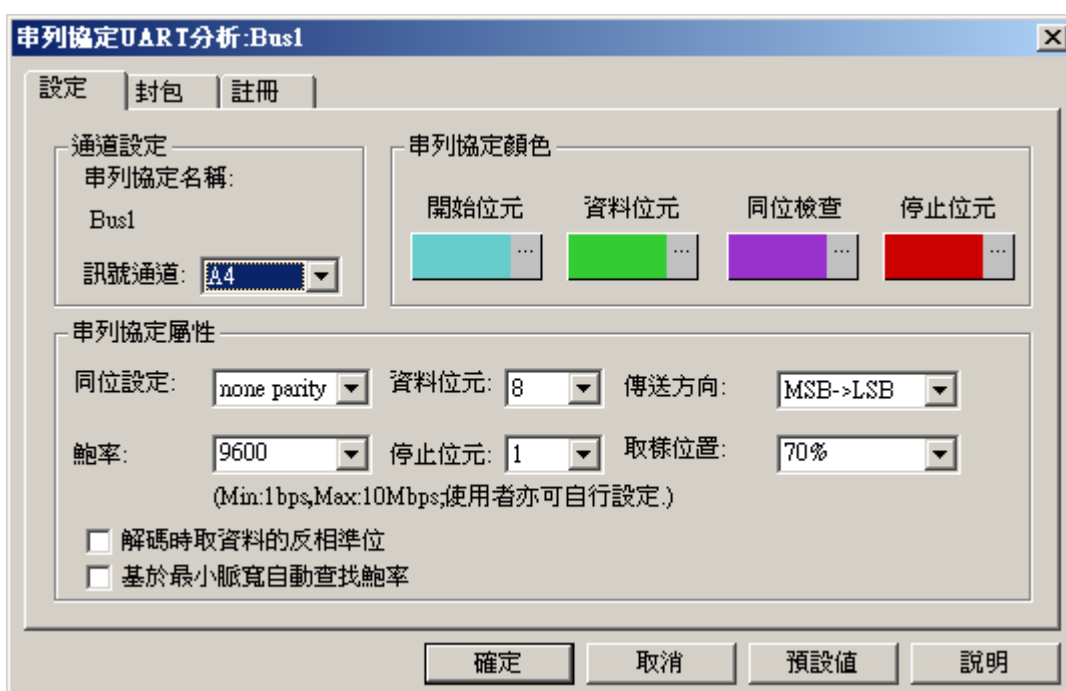 串列協定UART分析:Bus1
設定 封包 註冊
通道設定
串列協定名稱:
Bus1
訊號通道: A4
串列協定顏色
開始位元 資料位元 同位檢查 停止位元
... ... ... ...
串列協定屬性
同位設定: none parity 資料位元: 8 傳送方向: MSB->LSB
鮑率: 9600 停止位元: 1 取樣位置: 70%
(Min:1bps,Max:10Mbps;使用者亦可自行設定.)
解碼時取資料的反相準位
基於最小脈寬自動查找鮑率
確定 取消 預設值 說明